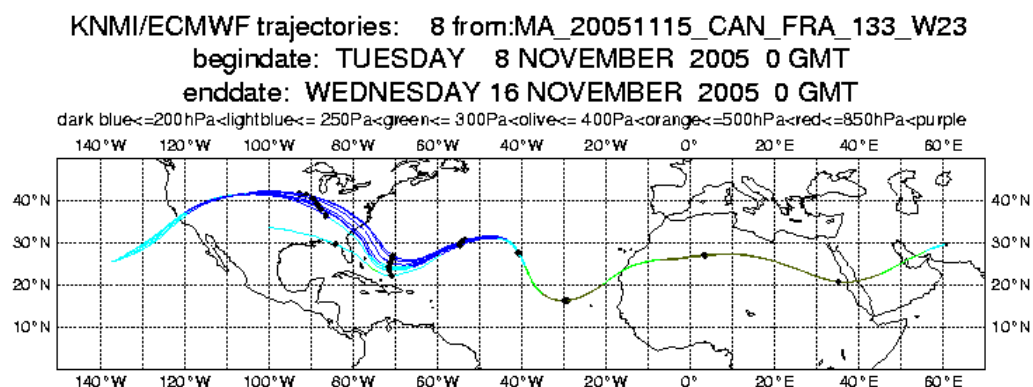 KNMI/ECMWF trajectories: 8 from:MA_20051115_CAN_FRA_133_W23
begindate: TUESDAY 8 NOVEMBER 2005 0 GMT
enddate: WEDNESDAY 16 NOVEMBER 2005 0 GMT
dark blue<=200hPa<lightblue<= 250Pa<green<= 300Pa<olive<= 400Pa<orange<=500hPa<red<=850hPa<purple
140°W 120°W 100°W 80°W 60°W 40°W 20°W 0°E 20°E 40°E 60°E
40°N 40°N
30°N 30°N
20°N 20°N
10°N 10°N
140°W 120°W 100°W 80°W 60°W 40°W 20°W 0°E 20°E 40°E 60°E